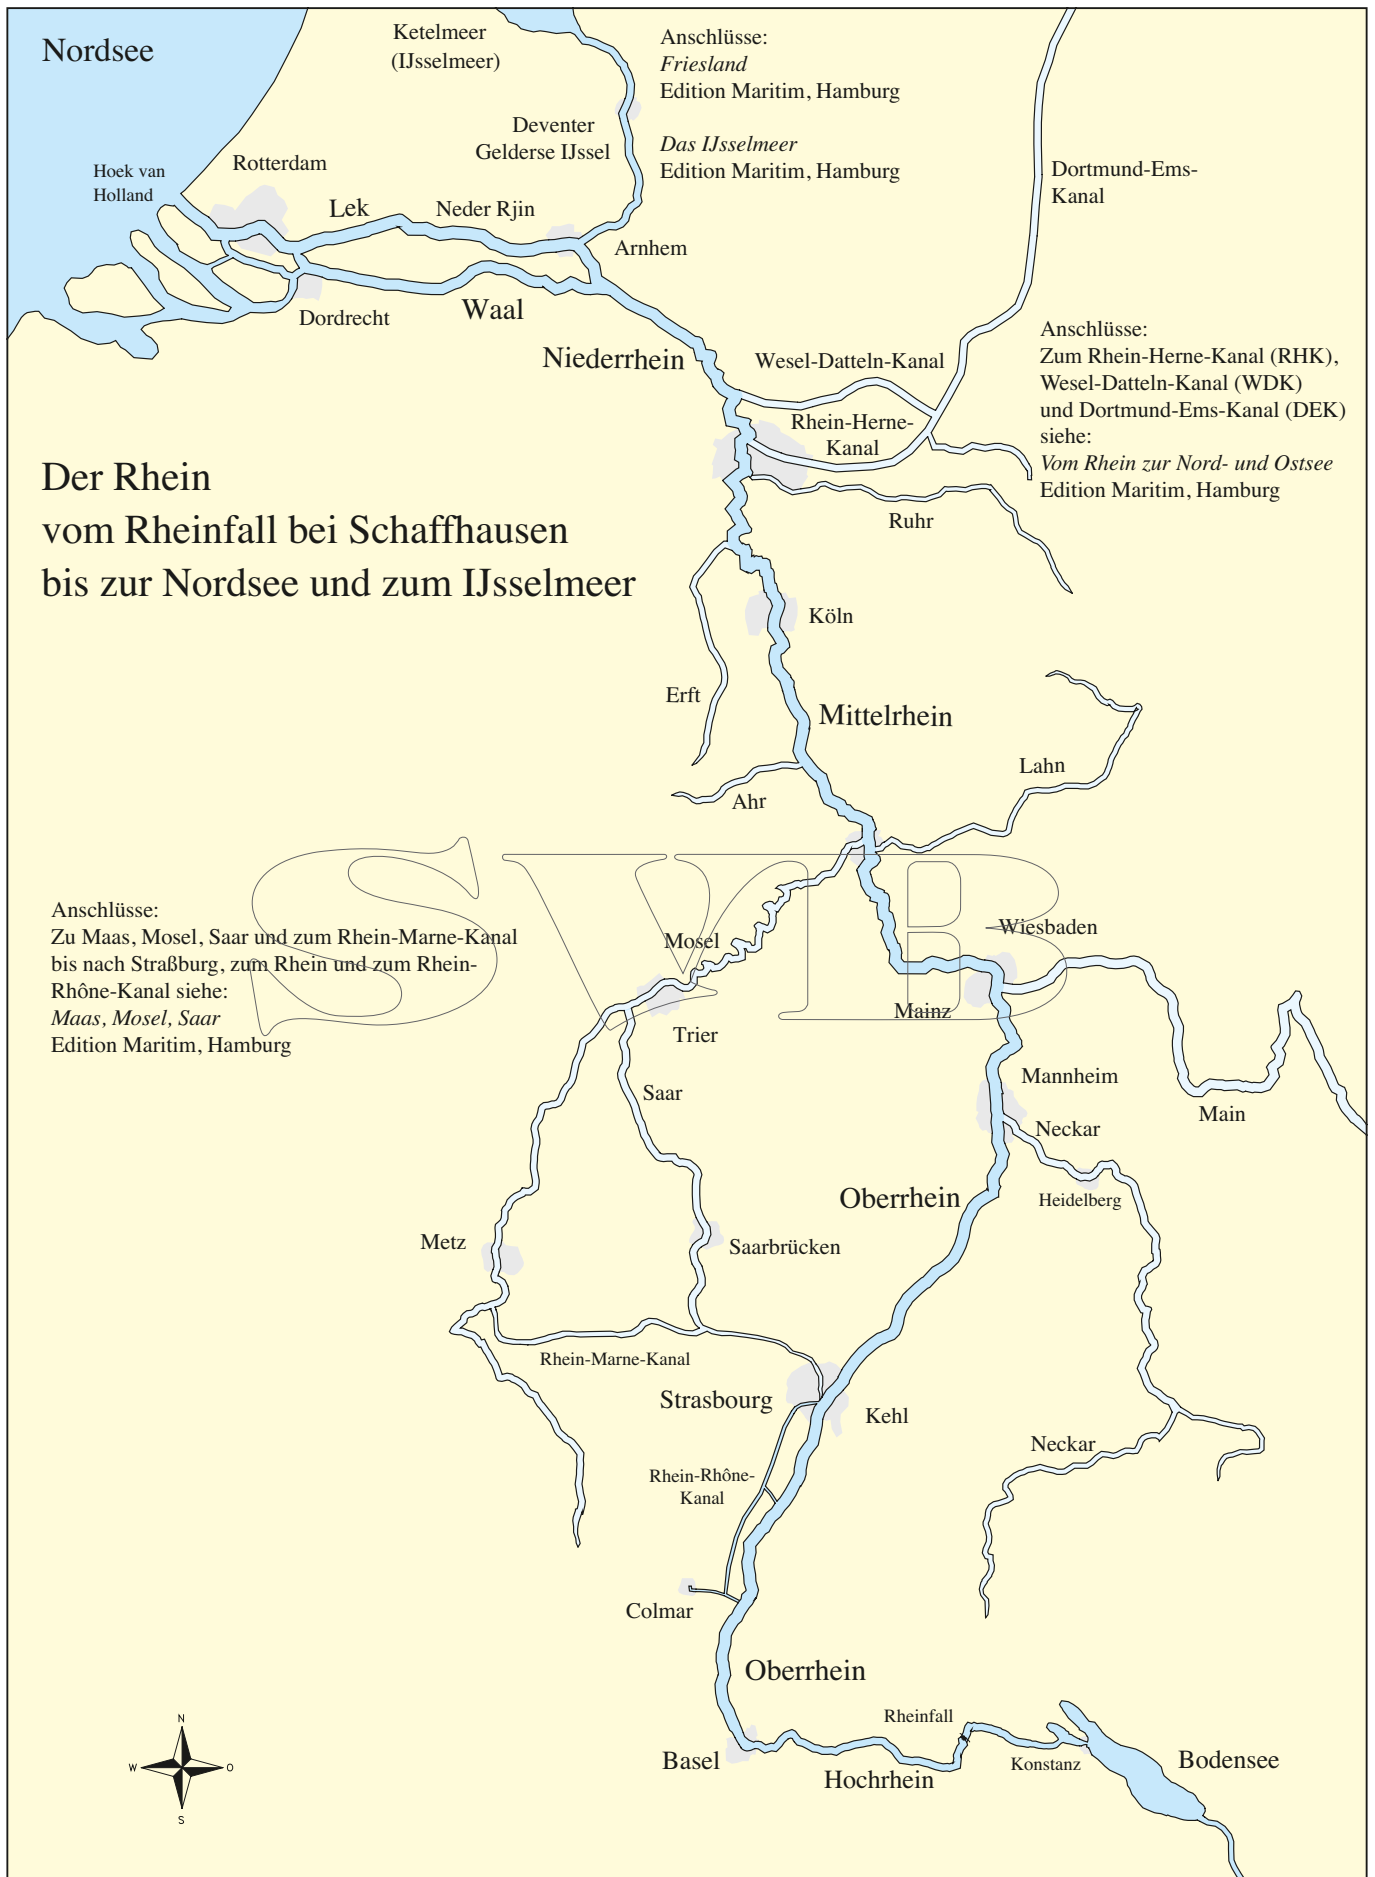 Nordsee
Ketelmeer
(IJsselmeer)
Anschlüsse:
Friesland
Edition Maritim, Hamburg
Das IJsselmeer
Edition Maritim, Hamburg
Deventer
Gelderse IJssel
Dortmund-Ems-
Kanal
Hoek van
Holland
Rotterdam
Lek
Neder Rjin
Arnhem
Dordrecht
Waal
Niederrhein
Wesel-Datteln-Kanal
Anschlüsse:
Zum Rhein-Herne-Kanal (RHK),
Wesel-Datteln-Kanal (WDK)
und Dortmund-Ems-Kanal (DEK)
siehe:
Vom Rhein zur Nord- und Ostsee
Edition Maritim, Hamburg
Rhein-Herne-
Kanal
Der Rhein
vom Rheinfall bei Schaffhausen
bis zur Nordsee und zum IJsselmeer
Ruhr
Köln
Erft
Mittelrhein
Lahn
Ahr
SVB
Anschlüsse:
Zu Maas, Mosel, Saar und zum Rhein-Marne-Kanal
bis nach Straßburg, zum Rhein und zum Rhein-
Rhône-Kanal siehe:
Maas, Mosel, Saar
Edition Maritim, Hamburg
Mosel
Wiesbaden
Mainz
Trier
Mannheim
Saar
Main
Neckar
Oberrhein
Heidelberg
Metz
Saarbrücken
Rhein-Marne-Kanal
Strasbourg
Kehl
Neckar
Rhein-Rhône-
Kanal
Colmar
Oberrhein
Rheinfall
Basel
Hochrhein
Konstanz
Bodensee
N
W
O
S